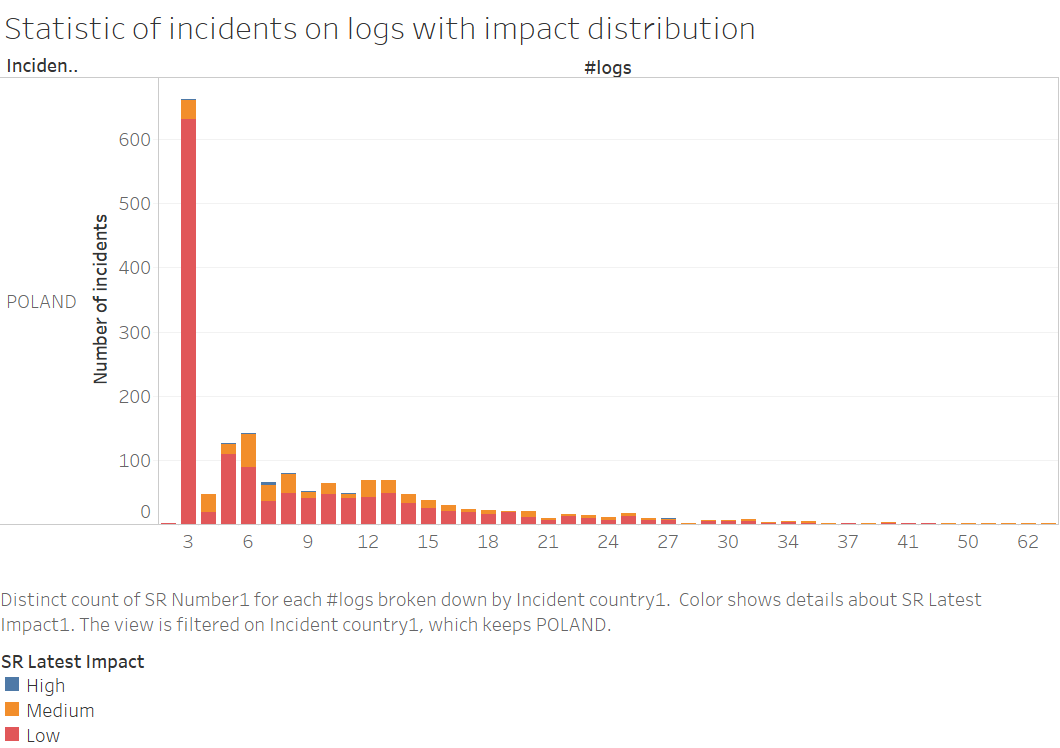 Statistic of incidents on logs with impact distribution
Inciden..
#logs
600
500
400
300
200
100
0
Number of incidents
POLAND
3 6 9 12 15 18 21 24 27 30 34 37 41 50 62
Distinct count of SR Number1 for each #logs broken down by Incident country1.  Color shows details about SR Latest
Impact1. The view is filtered on Incident country1, which keeps POLAND.
SR Latest Impact
High
Medium
Low